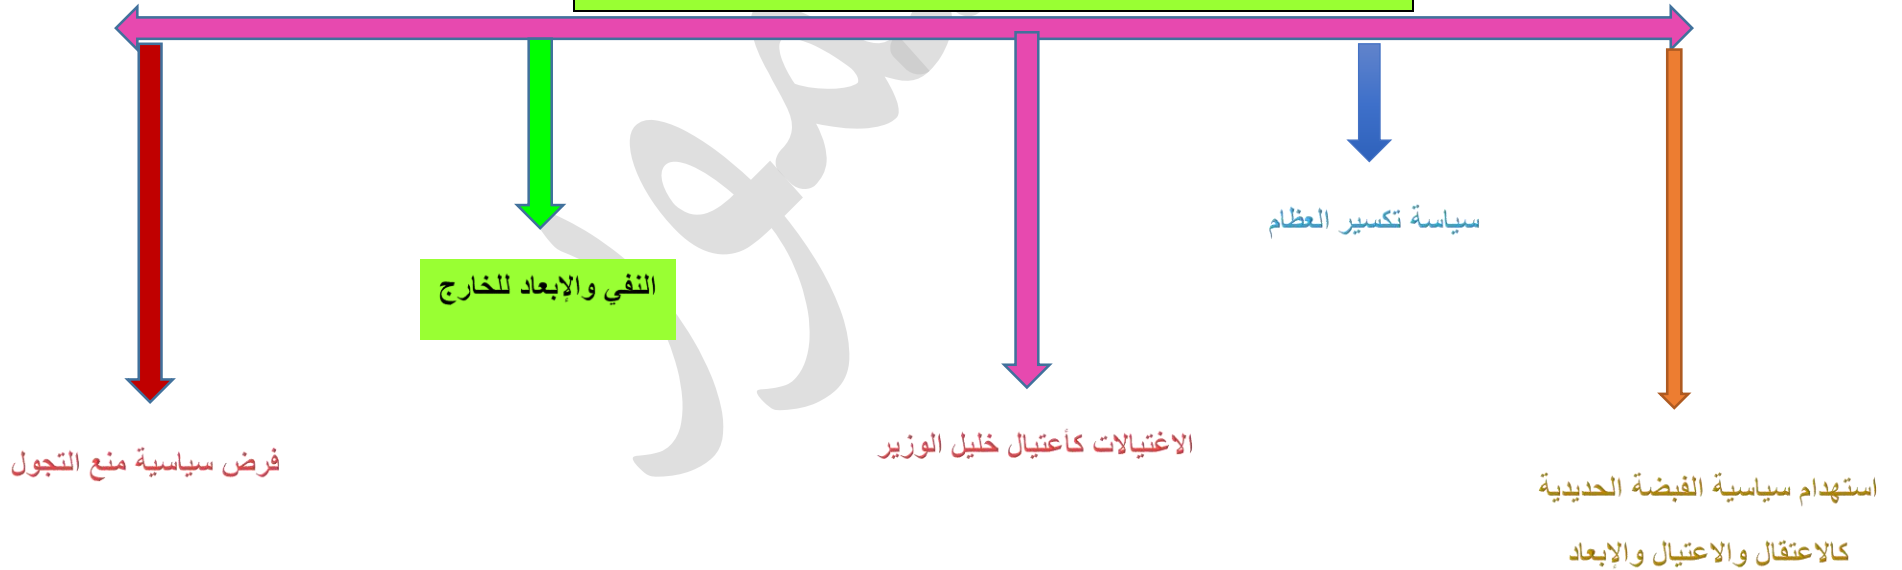 سياسة تكسير العظام
النفي والإبعاد للخارج
الاغتيالات كأعتيال خليل الوزير
فرض سياسية منع التجول
استهدام سياسية الفبضة الحديدية
كالاعتقال والاعتيال والإبعاد